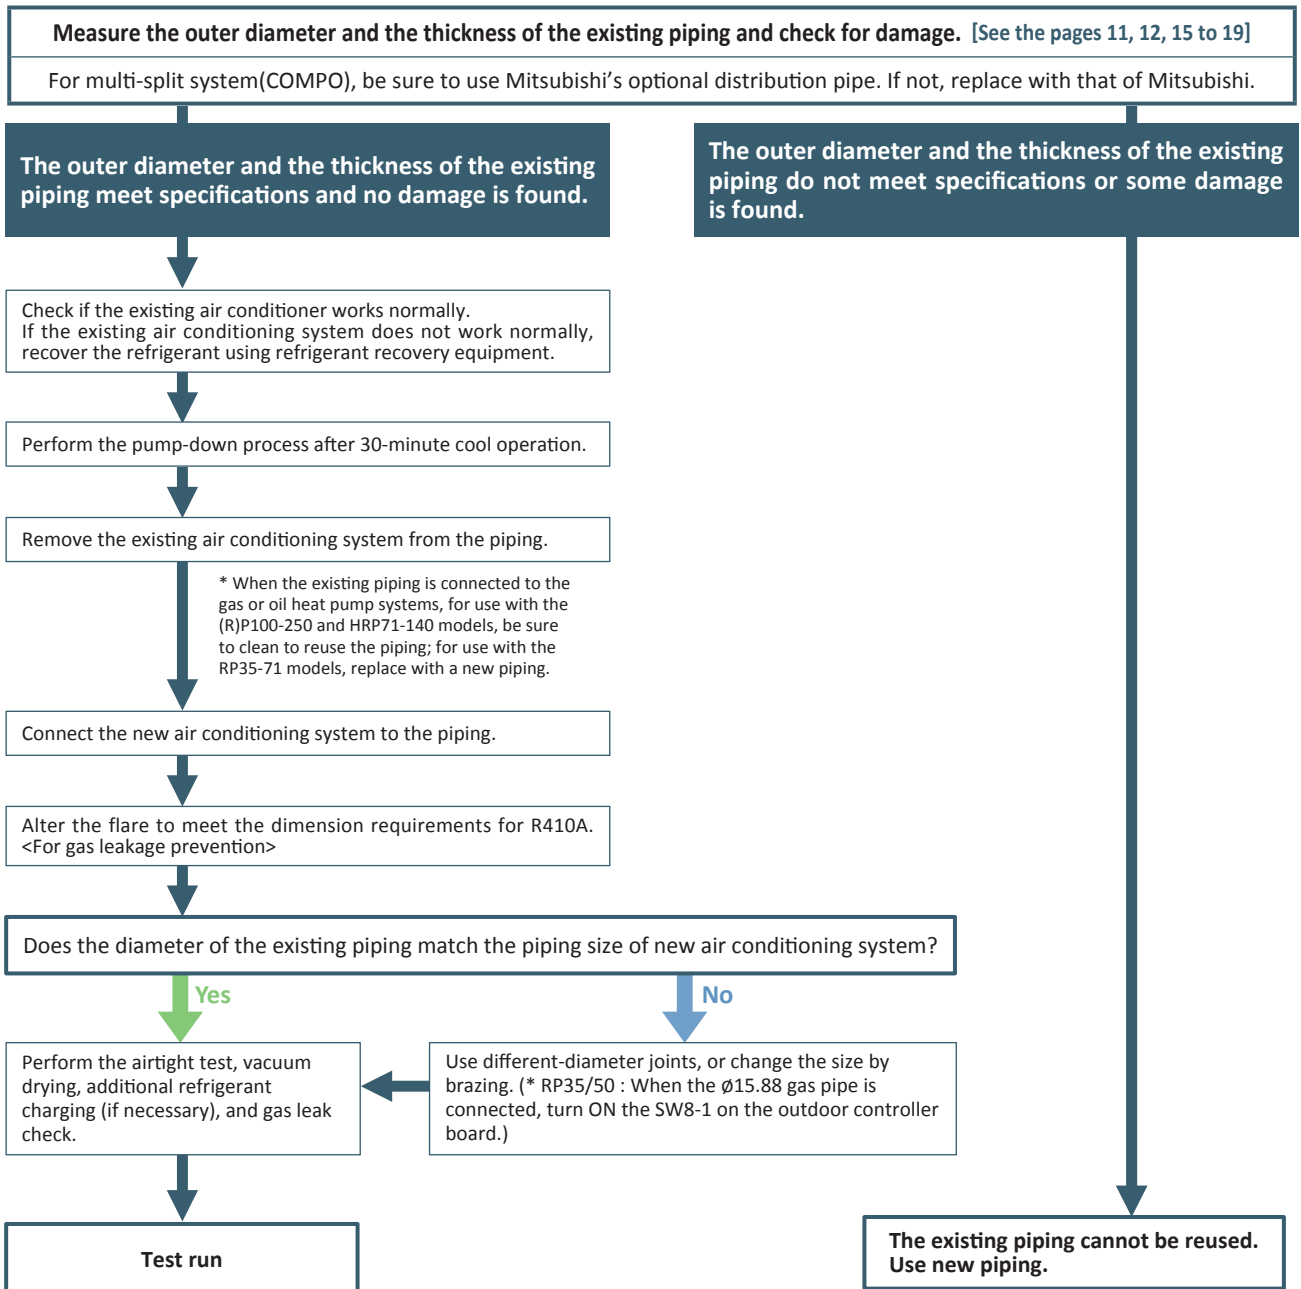 Measure the outer diameter and the thickness of the existing piping and check for damage. [See the pages 11, 12, 15 to 19]
For multi-split system(COMPO), be sure to use Mitsubishi's optional distribution pipe. If not, replace with that of Mitsubishi.
The outer diameter and the thickness of the existing
piping meet specifications and no damage is found.
The outer diameter and the thickness of the existing
piping do not meet specifications or some damage
is found.
Check if the existing air conditioner works normally.
If the existing air conditioning system does not work normally,
recover the refrigerant using refrigerant recovery equipment.
Perform the pump-down process after 30-minute cool operation.
Remove the existing air conditioning system from the piping.
* When the existing piping is connected to the
gas or oil heat pump systems, for use with the
(R)P100-250 and HRP71-140 models, be sure
to clean to reuse the piping; for use with the
RP35-71 models, replace with a new piping.
Connect the new air conditioning system to the piping.
Alter the flare to meet the dimension requirements for R410A.
<For gas leakage prevention>
Does the diameter of the existing piping match the piping size of new air conditioning system?
Yes
No
Perform the airtight test, vacuum
drying, additional refrigerant
charging (if necessary), and gas leak
check.
Use different-diameter joints, or change the size by
brazing. (* RP35/50 : When the ø15.88 gas pipe is
connected, turn ON the SW8-1 on the outdoor controller
board.)
Test run
The existing piping cannot be reused.
Use new piping.